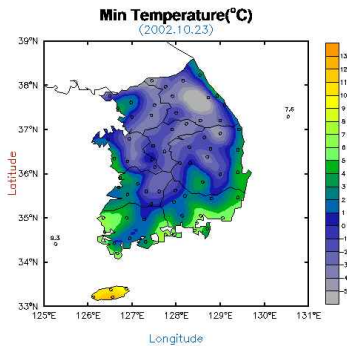 Min Temperature(°C)
(2002.10.23)
39°N
38°N
37°N
36°N
35°N
34°N
33°N
Latitude
125°E
126°E
127°E
128°E
129°E
130°E
131°E
Longitude
7.6
9.3
13
12
11
10
9
8
7
6
5
4
3
2
1
0
-1
-2
-3
-4
-5